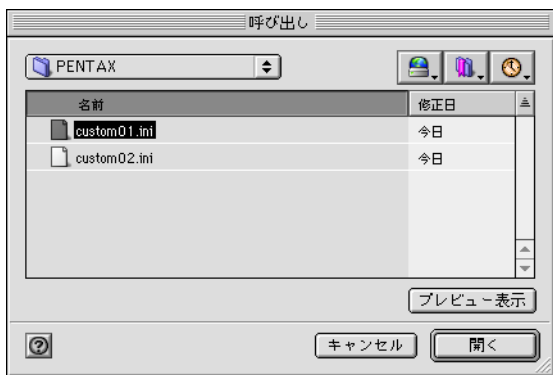 呼び出し
PENTAX
名前 修正日
custom01.ini 今日
custom02.ini 今日
プレビュー表示
キャンセル 開く